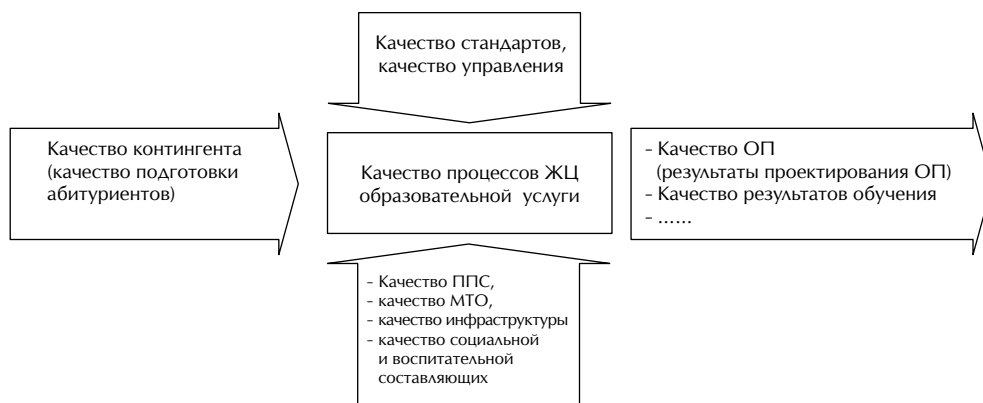 Качество стандартов,
качество управления
Качество контингента
(качество подготовки
абитуриентов)
Качество процессов ЖЦ
образовательной услуги
- Качество ОП
(результаты проектирования ОП)
- Качество результатов обучения
- ......
- Качество ППС,
- качество МТО,
- качество инфраструктуры
- качество социальной
и воспитательной
составляющих